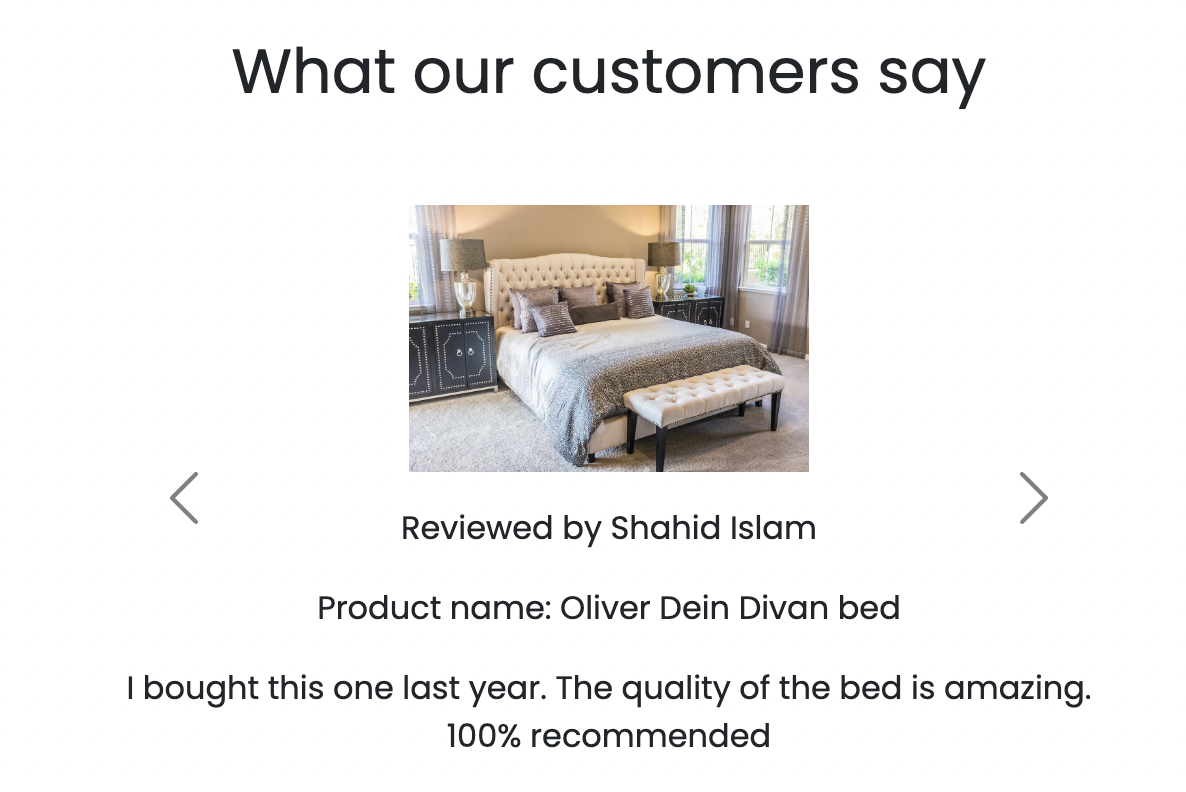 What our customers say
Reviewed by Shahid Islam
Product name: Oliver Dein Divan bed
I bought this one last year. The quality of the bed is amazing.
100% recommended